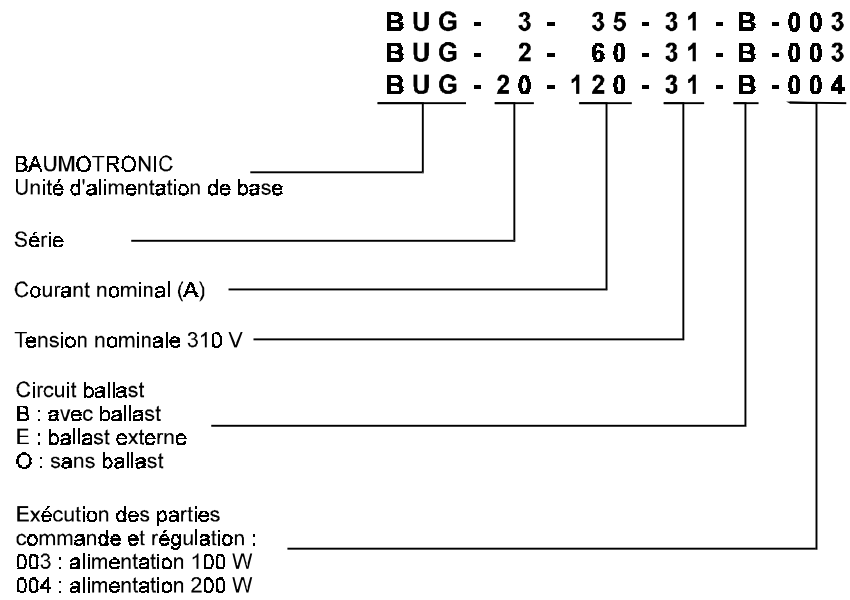 BUG - 3 - 35 - 31 - B - 003
BUG - 2 - 60 - 31 - B - 003
BUG - 20 - 120 - 31 - B - 004
BAUMOTRONIC
Unité d'alimentation de base
Série
Courant nominal (A)
Tension nominale 310 V
Circuit ballast
B : avec ballast
E : ballast externe
O : sans ballast
Exécution des parties
commande et régulation :
003 : alimentation 100 W
004 : alimentation 200 W